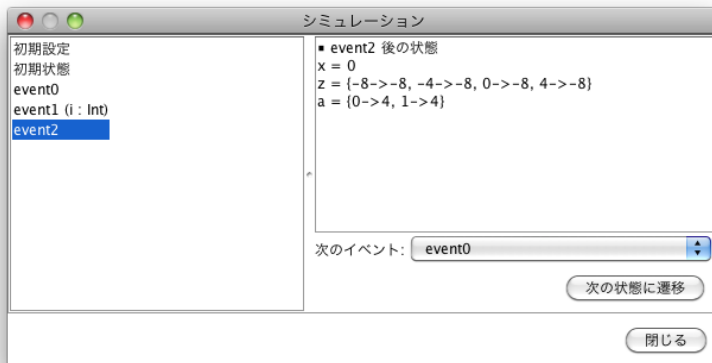 シミュレーション
初期設定
初期状態
event0
event1 (i : Int)
event2
▪ event2 後の状態
x = 0
z = {-8->-8, -4->-8, 0->-8, 4->-8}
a = {0->4, 1->4}
次のイベント: event0
次の状態に遷移
閉じる